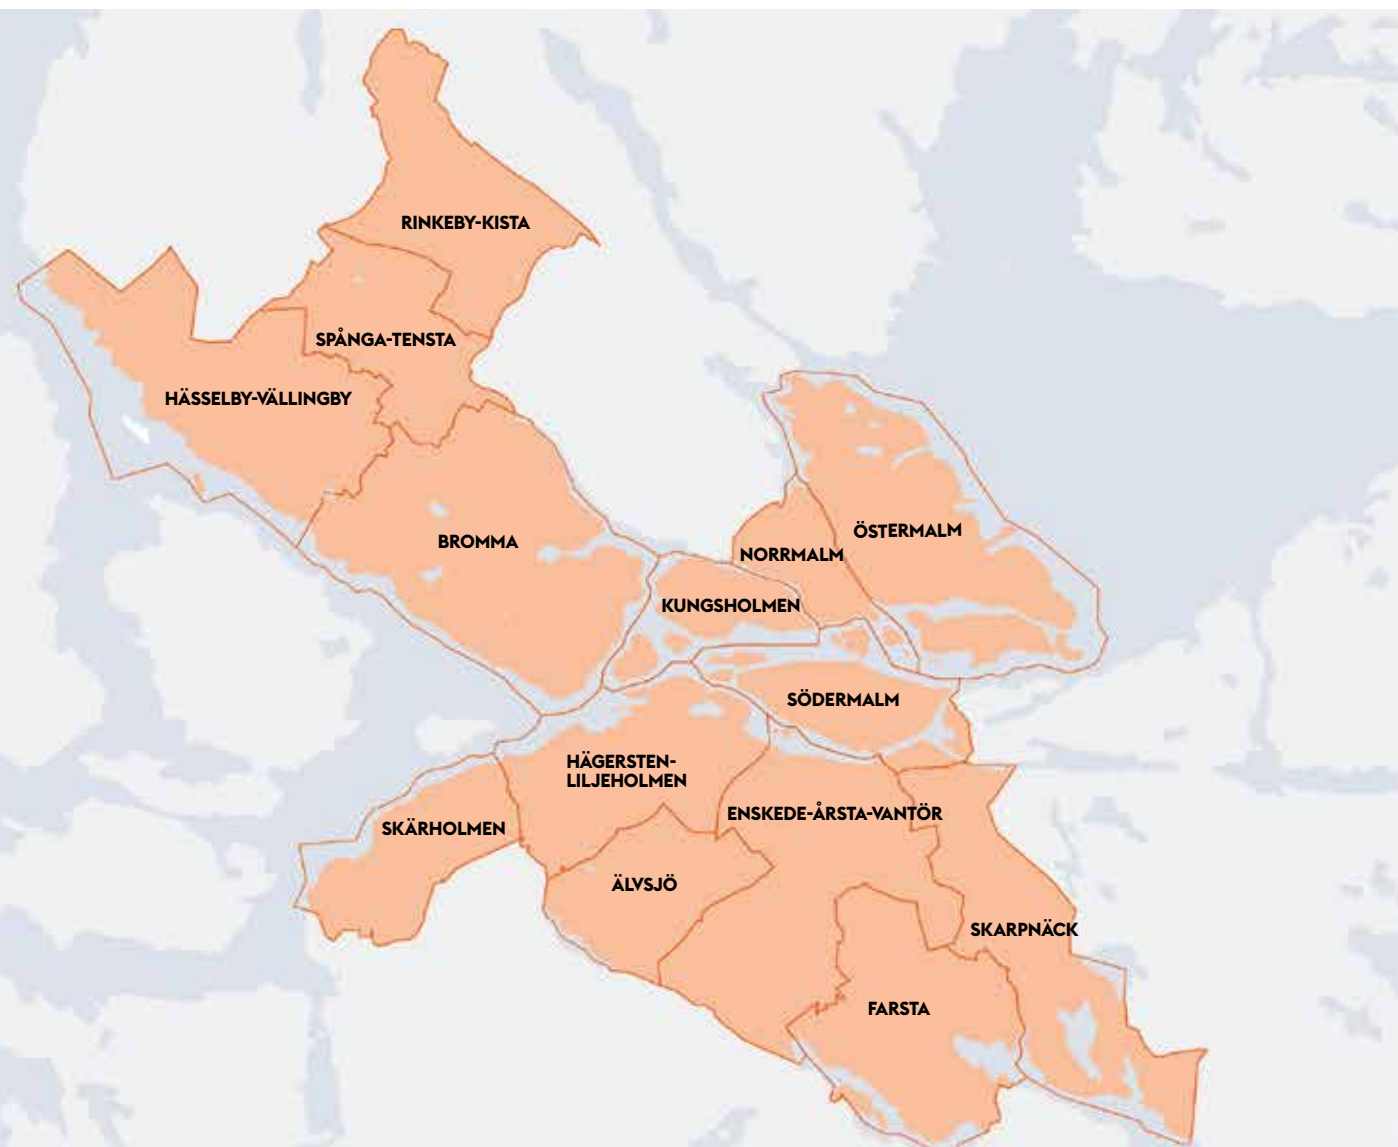 RINKEBY-KISTA
SPÅNGA-TENSTA
HÄSSELBY-VÄLLINGBY
BROMMA
ÖSTERMALM
NORRMALM
KUNGSHOLMEN
SÖDERMALM
HÄGERSTEN-
LILJEHOLMEN
ENSKEDE-ÅRSTA-VANTÖR
SKÄRHOLMEN
ÄLVSJÖ
SKARPNÄCK
FARSTA